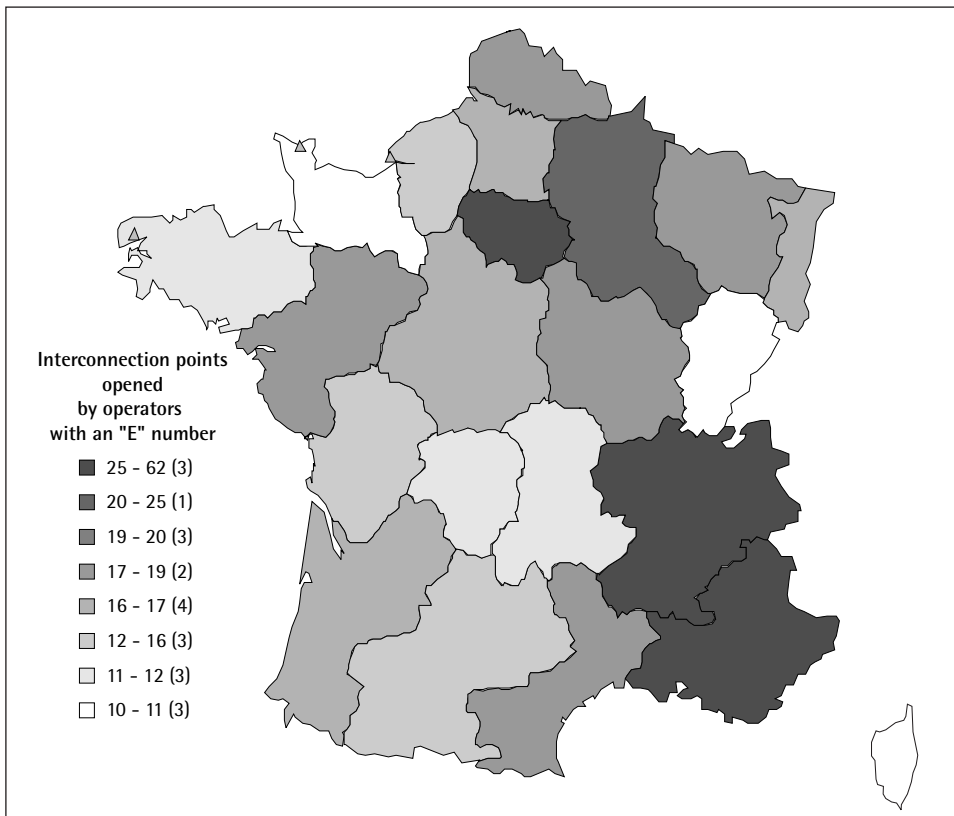 Interconnection points
opened
by operators
with an "E" number
25 - 62 (3)
20 - 25 (1)
19 - 20 (3)
17 - 19 (2)
16 - 17 (4)
12 - 16 (3)
11 - 12 (3)
10 - 11 (3)